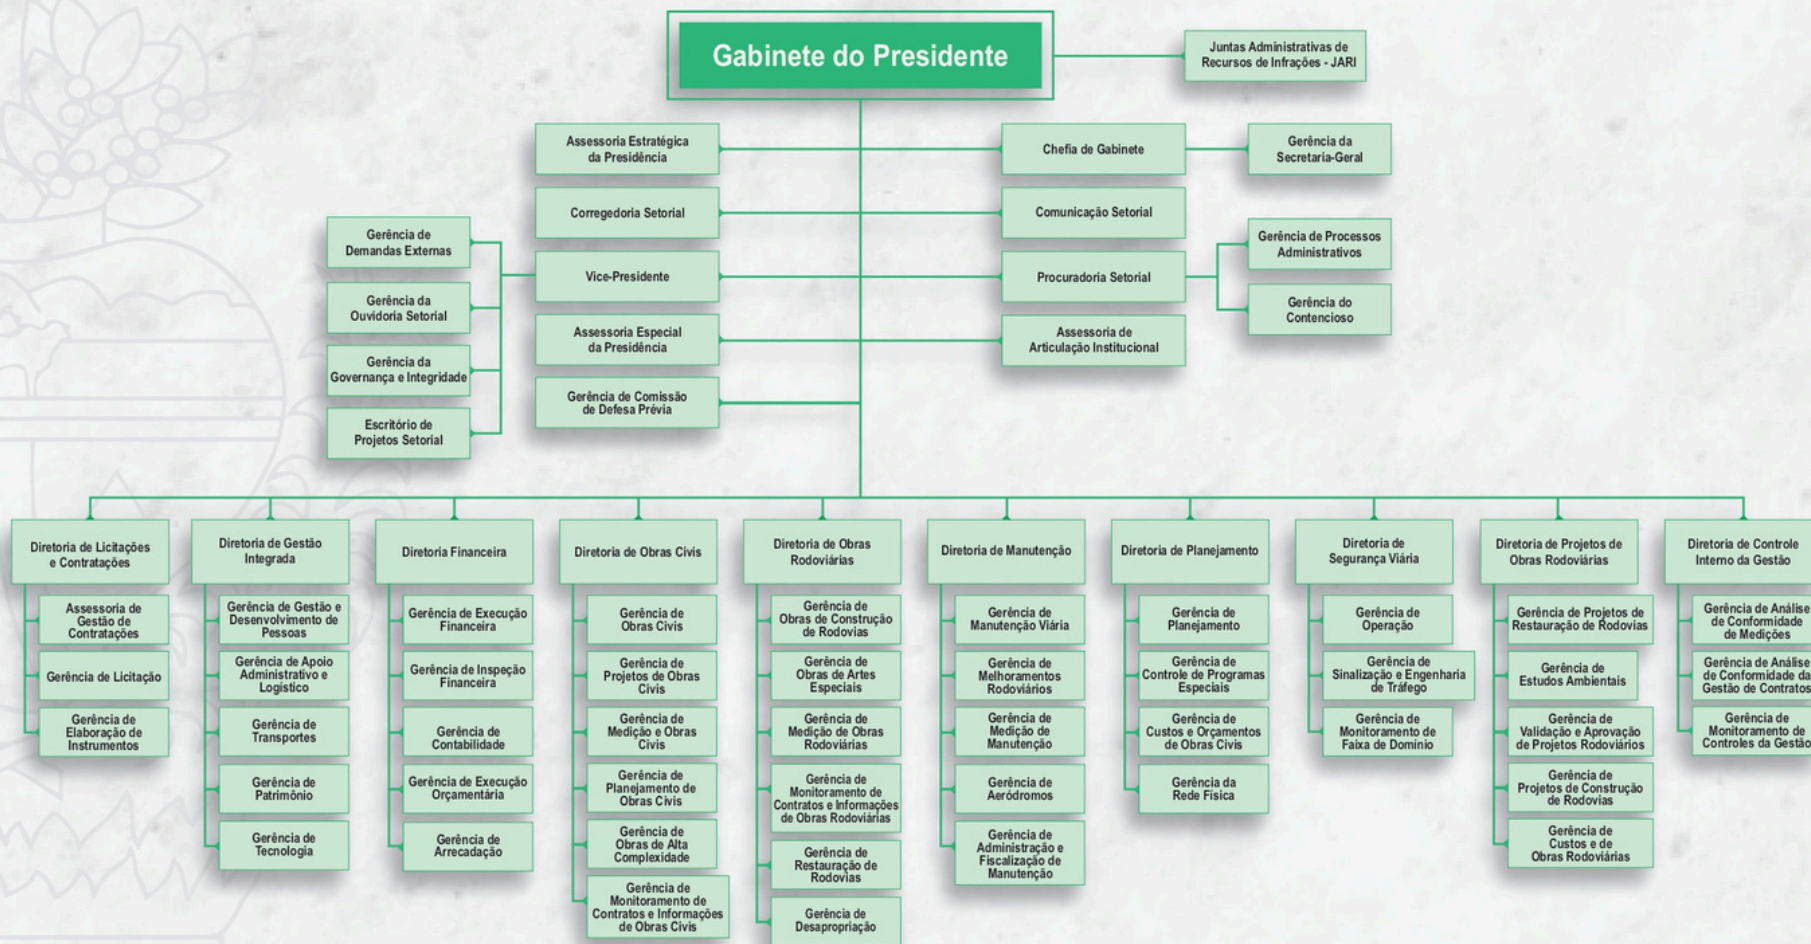 Gabinete do Presidente
Juntas Administrativas de
Recursos de Infrações - JARI
Assessoria Estratégica
da Presidência
Chefia de Gabinete
Gerência da
Secretaria-Geral
Corregedoria Setorial
Comunicação Setorial
Gerência de
Demandas Externas
Gerência da
Ouvidoria Setorial
Gerência da
Governança e Integridade
Escritório de
Projetos Setorial
Vice-Presidente
Procuradoria Setorial
Gerência de Processos
Administrativos
Gerência do
Contencioso
Assessoria Especial
da Presidência
Assessoria de
Articulação Institucional
Gerência de Comissão
de Defesa Prévia
Diretoria de Licitações
e Contratações
Assessoria de
Gestão de
Contratações
Gerência de Licitação
Gerência de
Elaboração de
Instrumentos
Diretoria de Gestão
Integrada
Gerência de Gestão e
Desenvolvimento de
Pessoas
Gerência de Apoio
Administrativo e
Logístico
Gerência de
Transportes
Gerência de
Patrimônio
Gerência de
Tecnologia
Diretoria Financeira
Gerência de Execução
Financeira
Gerência de Inspeção
Financeira
Gerência de
Contabilidade
Gerência de Execução
Orçamentária
Gerência de
Arrecadação
Diretoria de Obras Civis
Gerência de
Obras Civis
Gerência de
Projetos de Obras
Civis
Gerência de
Medição e Obras
Civis
Gerência de
Planejamento de
Obras Civis
Gerência de
Obras de Alta
Complexidade
Gerência de
Monitoramento de
Contratos e Informações
de Obras Civis
Diretoria de Obras
Rodoviárias
Gerência de
Obras de Construção
de Rodovias
Gerência de
Obras de Artes
Especiais
Gerência de
Medição de Obras
Rodoviárias
Gerência de
Monitoramento de
Contratos e Informações
de Obras Rodoviárias
Gerência de
Restauração de
Rodovias
Gerência de
Desapropriação
Diretoria de Manutenção
Gerência de
Manutenção Viária
Gerência de
Melhoramentos
Rodoviários
Gerência de
Medição de
Manutenção
Gerência de
Aeródromos
Gerência de
Administração e
Fiscalização de
Manutenção
Diretoria de Planejamento
Gerência de
Planejamento
Gerência de
Controle de Programas
Especiais
Gerência de
Custos e Orçamentos
de Obras Civis
Gerência da
Rede Física
Diretoria de
Segurança Viária
Gerência de
Operação
Gerência de
Sinalização e Engenharia
de Tráfego
Gerência de
Monitoramento de
Faixa de Domínio
Diretoria de Projetos de
Obras Rodoviárias
Gerência de Projetos de
Restauração de Rodovias
Gerência de
Estudos Ambientais
Gerência de
Validação e Aprovação
de Projetos Rodoviários
Gerência de
Projetos de Construção
de Rodovias
Gerência de
Custos e de
Obras Rodoviárias
Diretoria de Controle
Interno da Gestão
Gerência de Análise
de Conformidade
de Medições
Gerência de Análise
de Conformidade da
Gestão de Contratos
Gerência de
Monitoramento de
Controles da Gestão